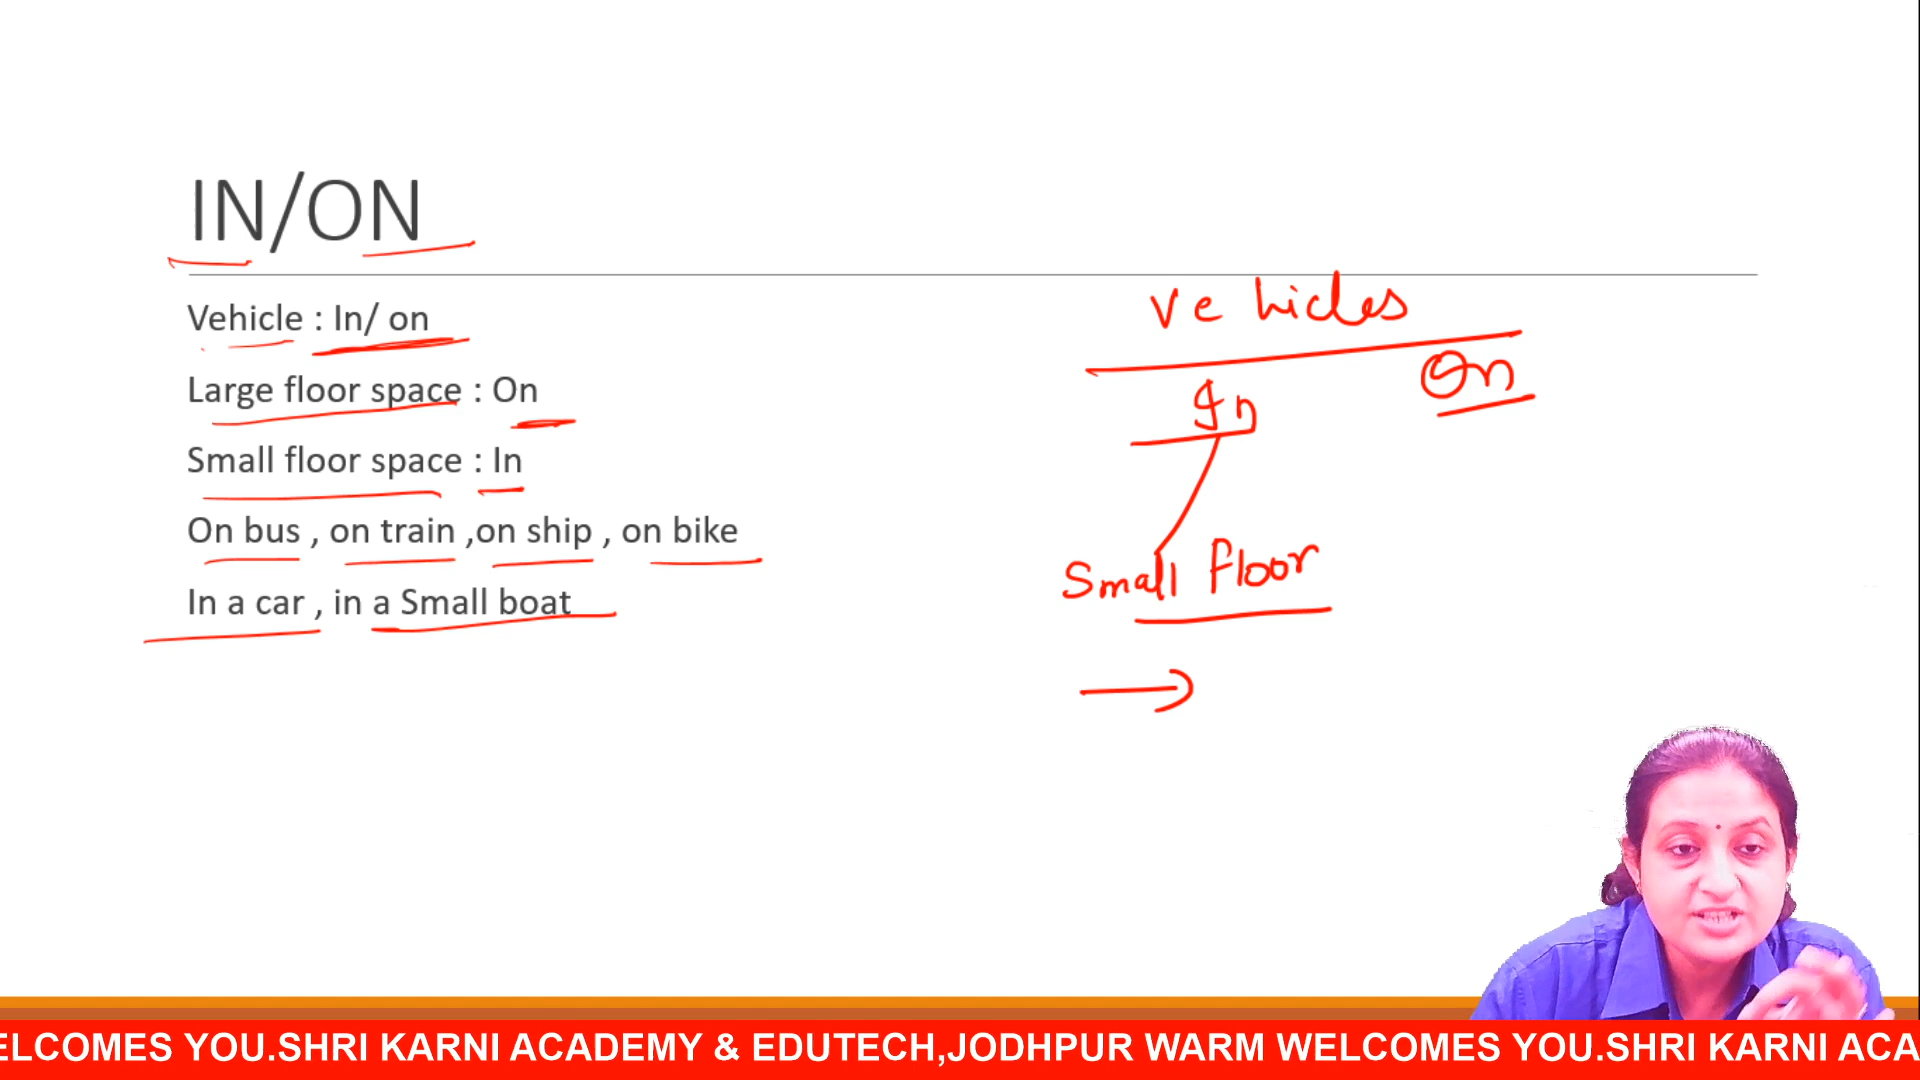 IN/ON
Vehicle : In/ on
Large floor space : On
Small floor space : In
On bus , on train ,on ship , on bike
In a car , in a Small boat
Vehicles
In
On
Small Floor
ELCOMES YOU.SHRI KARNI ACADEMY & EDUTECH,JODHPUR WARM WELCOMES YOU.SHRI KARNI ACA